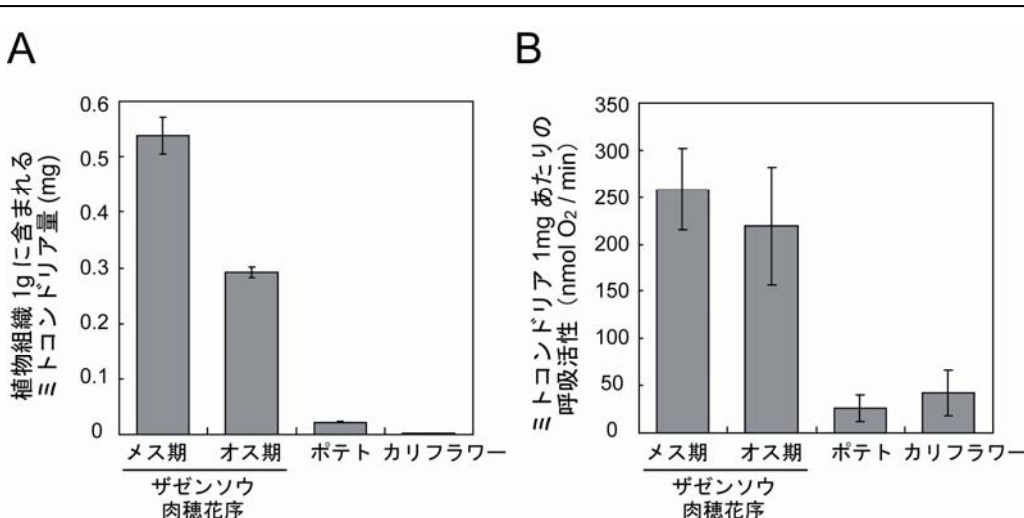 A
植物組織 1g に含まれる
ミトコンドリア量 (mg)
0.6
0.5
0.4
0.3
0.2
0.1
0
メス期 オス期 ポテト カリフラワー
ザゼンソウ
肉穂花序
B
ミトコンドリア 1mg あたりの
呼吸活性 (nmol O₂ / min)
350
300
250
200
150
100
50
0
メス期 オス期 ポテト カリフラワー
ザゼンソウ
肉穂花序